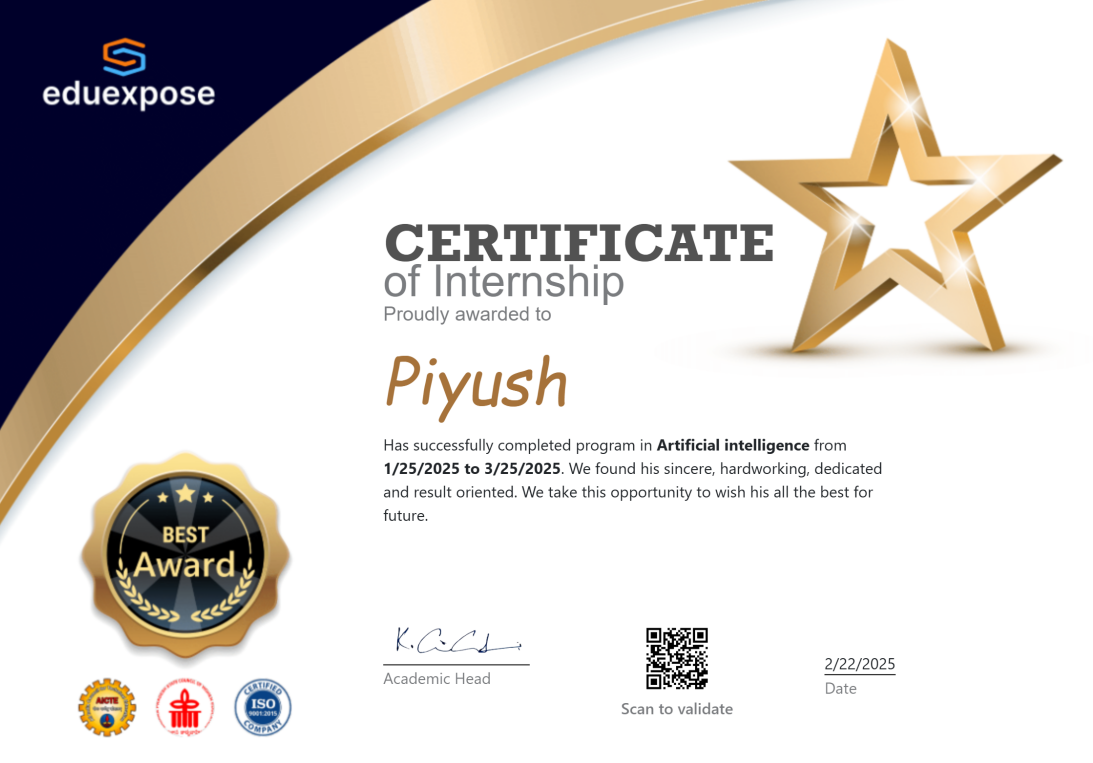 eduexpose
CERTIFICATE
of Internship
Proudly awarded to
Piyush
Has successfully completed program in Artificial intelligence from
1/25/2025 to 3/25/2025. We found his sincere, hardworking, dedicated
and result oriented. We take this opportunity to wish his all the best for
future.
BEST
Award
Academic Head
Scan to validate
2/22/2025
Date
AICTE
CERTIFIED
ISO
9001:2015
COMPANY